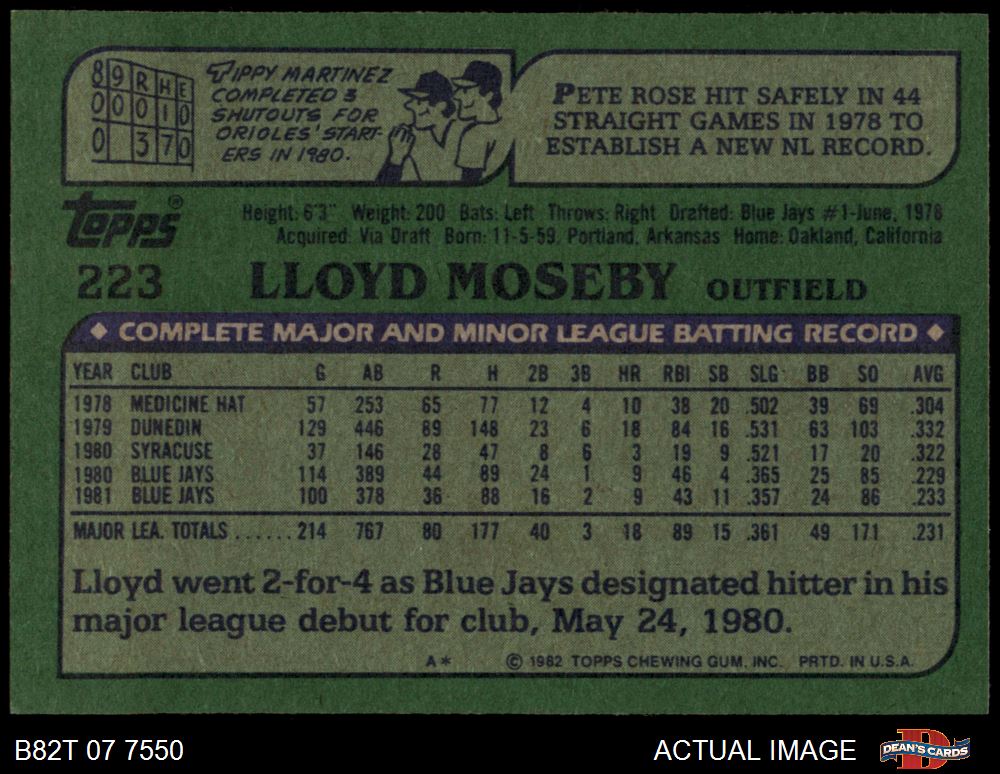 8 9 R H E
0 0 0 1 0
0 3 7 0
TIPPY MARTINEZ
COMPLETED 3
SHUTOUTS FOR
ORIOLES' START-
ERS IN 1980.
PETE ROSE HIT SAFELY IN 44
STRAIGHT GAMES IN 1978 TO
ESTABLISH A NEW NL RECORD.
Topps®
Height: 6'3" Weight: 200 Bats: Left Throws: Right Drafted: Blue Jays #1-June, 1978
Acquired: Via Draft Born: 11-5-59, Portland, Arkansas Home: Oakland, California
223 LLOYD MOSEBY OUTFIELD
◆ COMPLETE MAJOR AND MINOR LEAGUE BATTING RECORD ◆
YEAR CLUB G AB R H 2B 3B HR RBI SB SLG BB SO AVG
1978 MEDICINE HAT 57 253 65 77 12 4 10 38 20 .502 39 69 .304
1979 DUNEDIN 129 446 89 148 23 6 18 84 16 .531 63 103 .332
1980 SYRACUSE 37 146 28 47 8 6 3 19 9 .521 17 20 .322
1980 BLUE JAYS 114 389 44 89 24 1 9 46 4 .365 25 85 .229
1981 BLUE JAYS 100 378 36 88 16 2 9 43 11 .357 24 86 .233
MAJOR LEA. TOTALS ......214 767 80 177 40 3 18 89 15 .361 49 171 .231
Lloyd went 2-for-4 as Blue Jays designated hitter in his
major league debut for club, May 24, 1980.
A* © 1982 TOPPS CHEWING GUM, INC. PRTD. IN U.S.A.
B82T 07 7550 ACTUAL IMAGE DEAN'S CARDS